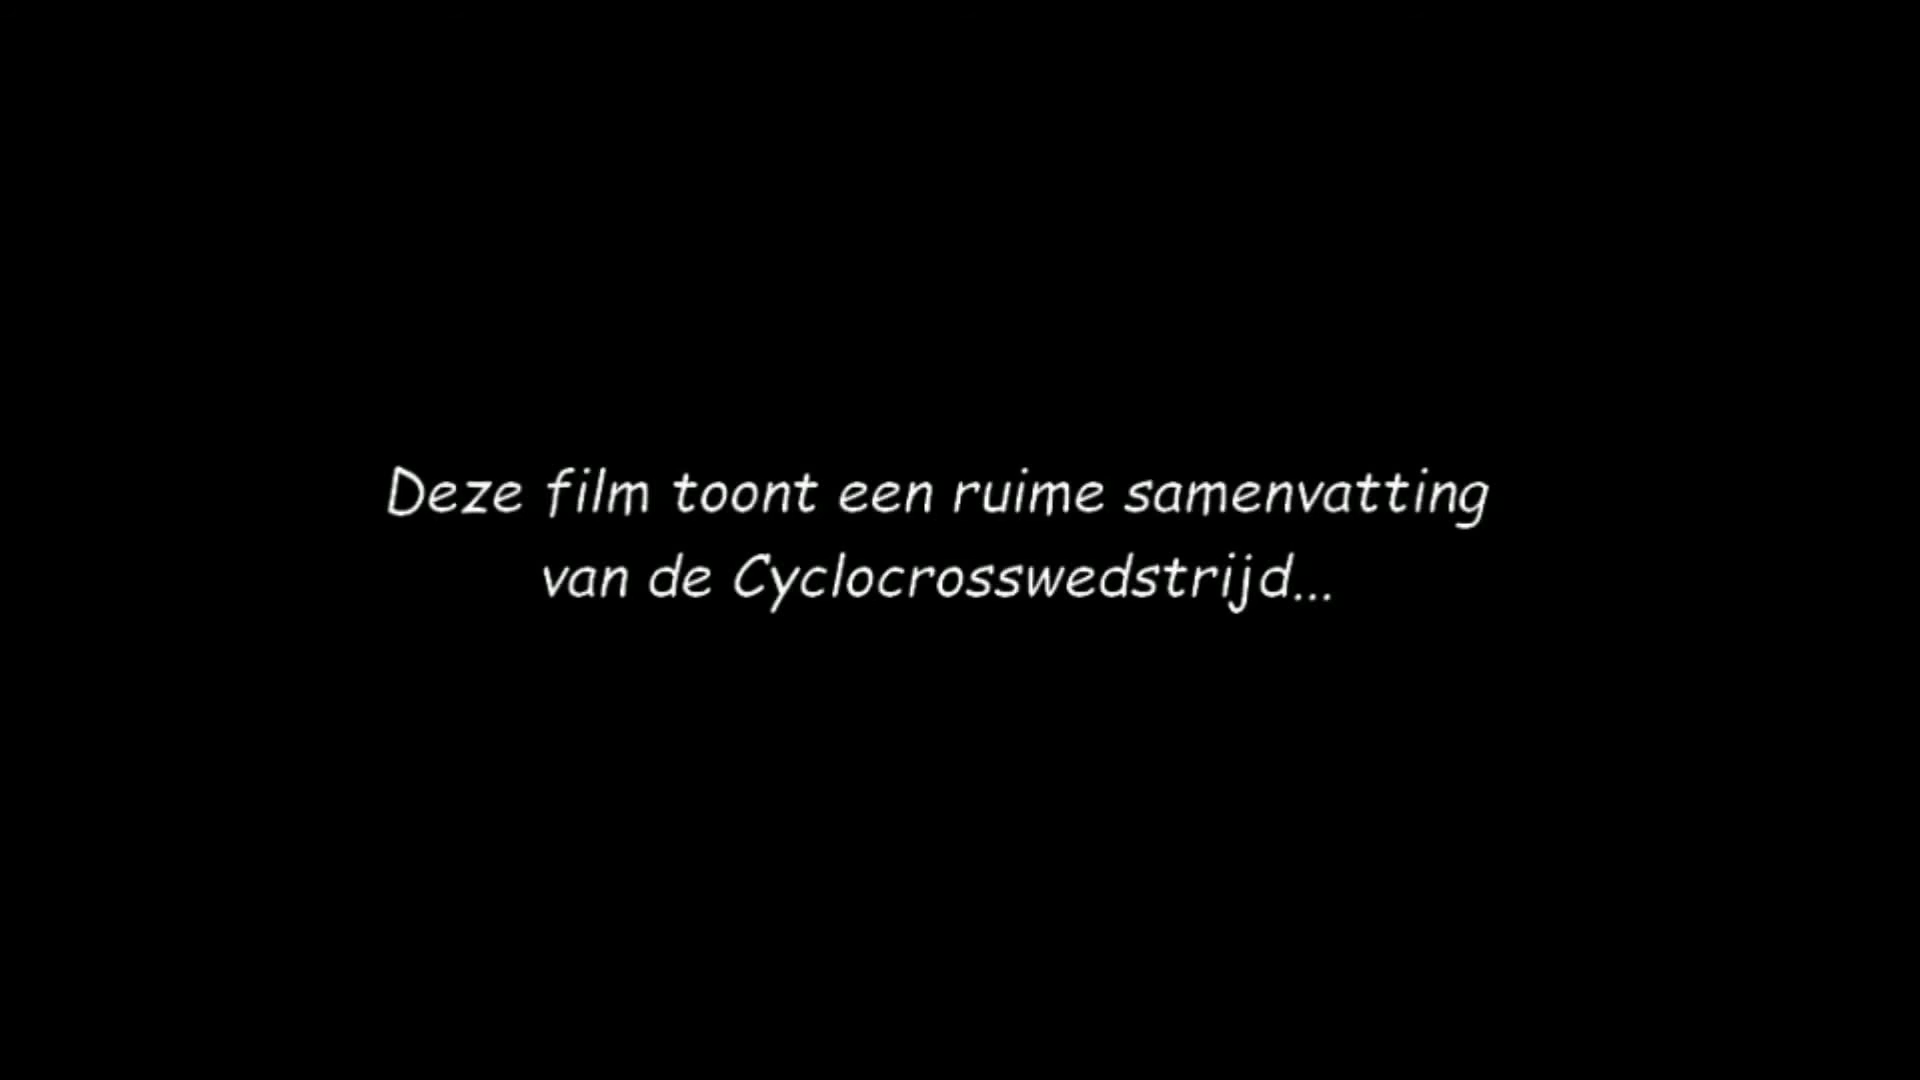 Deze film toont een ruime samenvatting
van de Cyclocrosswedstrijd...